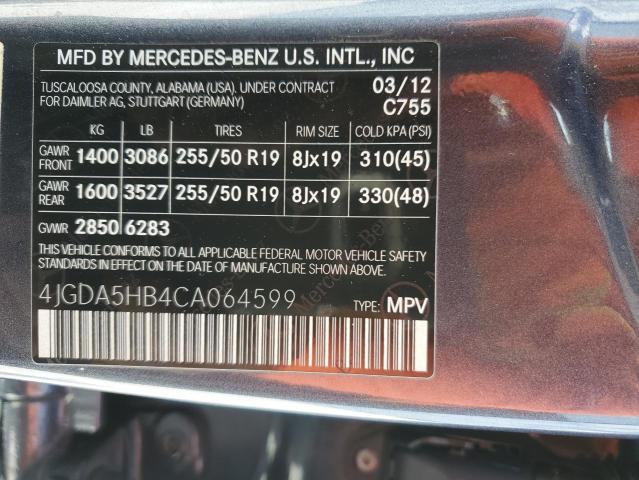 MFD BY MERCEDES-BENZ U.S. INTL., INC
TUSCALOOSA COUNTY, ALABAMA (USA). UNDER CONTRACT 03/12
FOR DAIMLER AG, STUTTGART (GERMANY) C755
KG LB TIRES RIM SIZE COLD KPA (PSI)
GAWR FRONT 1400 3086 255/50 R19 8Jx19 310(45)
GAWR REAR 1600 3527 255/50 R19 8Jx19 330(48)
GVWR 2850 6283
THIS VEHICLE CONFORMS TO ALL APPLICABLE FEDERAL MOTOR VEHICLE SAFETY
STANDARDS IN EFFECT ON THE DATE OF MANUFACTURE SHOWN ABOVE.
4JGDA5HB4CA064599 TYPE: MPV